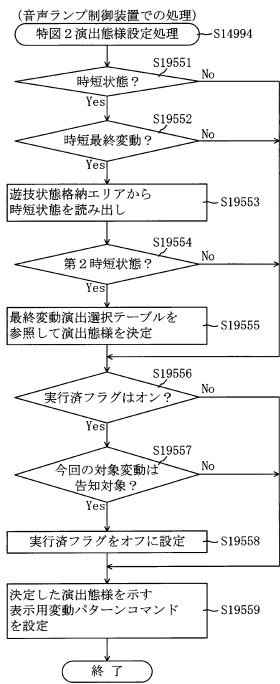 (音声ランプ制御装置での処理)
特図2演出態様設定処理
S14994
S19551
時短状態?
No
Yes
S19552
時短最終変動?
No
Yes
遊技状態格納エリアから
時短状態を読み出し
S19553
S19554
第2時短状態?
No
Yes
最終変動演出選択テーブルを
参照して演出態様を決定
S19555
S19556
実行済フラグはオン?
No
Yes
S19557
今回の対象変動は
告知対象?
No
Yes
実行済フラグをオフに設定
S19558
決定した演出態様を示す
表示用変動パターンコマンド
を設定
S19559
終了